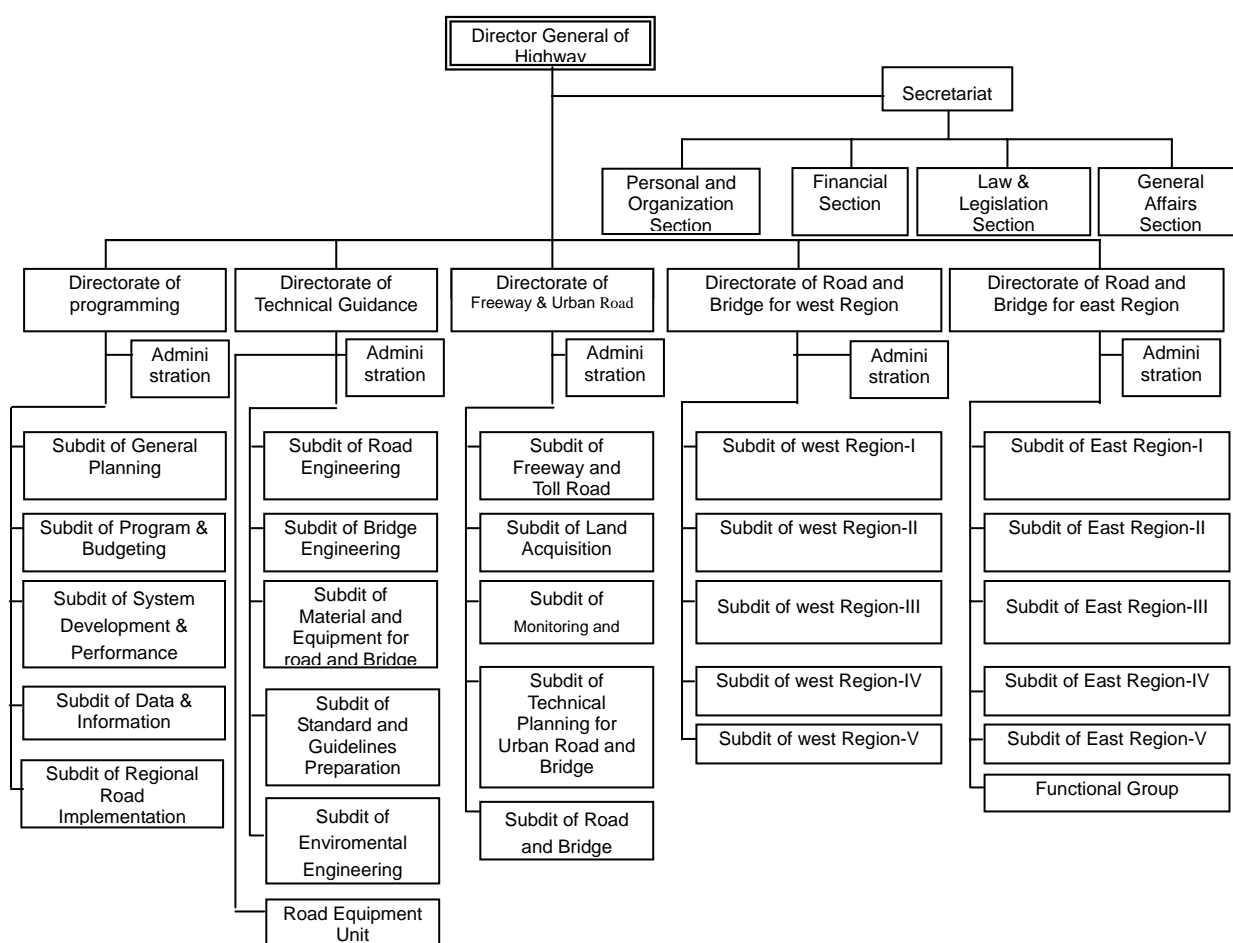 Director General of
Highway
Secretariat
Personal and
Organization
Section
Financial
Section
Law &
Legislation
Section
General
Affairs
Section
Directorate of
programming
Directorate of
Technical Guidance
Directorate of
Freeway & Urban Road
Directorate of Road and
Bridge for west Region
Directorate of Road and
Bridge for east Region
Admini
stration
Admini
stration
Admini
stration
Admini
stration
Admini
stration
Subdit of General
Planning
Subdit of Program &
Budgeting
Subdit of System
Development &
Performance
Subdit of Data &
Information
Subdit of Regional
Road
Implementation
Subdit of Road
Engineering
Subdit of Bridge
Engineering
Subdit of
Material and
Equipment for
road and Bridge
Subdit of
Standard and
Guidelines
Preparation
Subdit of
Enviromental
Engineering
Road Equipment
Unit
Subdit of
Freeway and
Toll Road
Subdit of Land
Acquisition
Subdit of
Monitoring and
Subdit of
Technical
Planning for
Urban Road and
Bridge
Subdit of Road
and Bridge
Subdit of west Region-I
Subdit of west Region-II
Subdit of west Region-III
Subdit of west Region-IV
Subdit of west Region-V
Subdit of East Region-I
Subdit of East Region-II
Subdit of East Region-III
Subdit of East Region-IV
Subdit of East Region-V
Functional Group